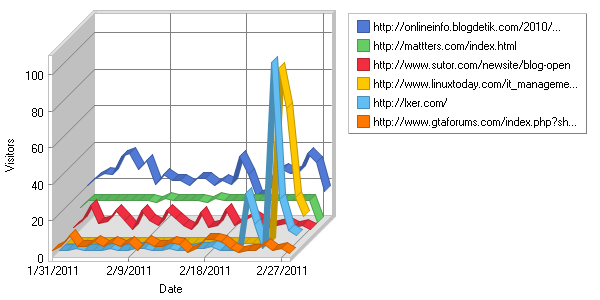 http://onlineinfo.blogdetik.com/2010/...
http://mattters.com/index.html
http://www.sutor.com/newsite/blog-open
http://www.linuxtoday.com/it_manageme...
http://lxer.com/
http://www.gtaforums.com/index.php?sh...
100
80
60
40
20
0
Visitors
1/31/2011 2/9/2011 2/18/2011 2/27/2011
Date